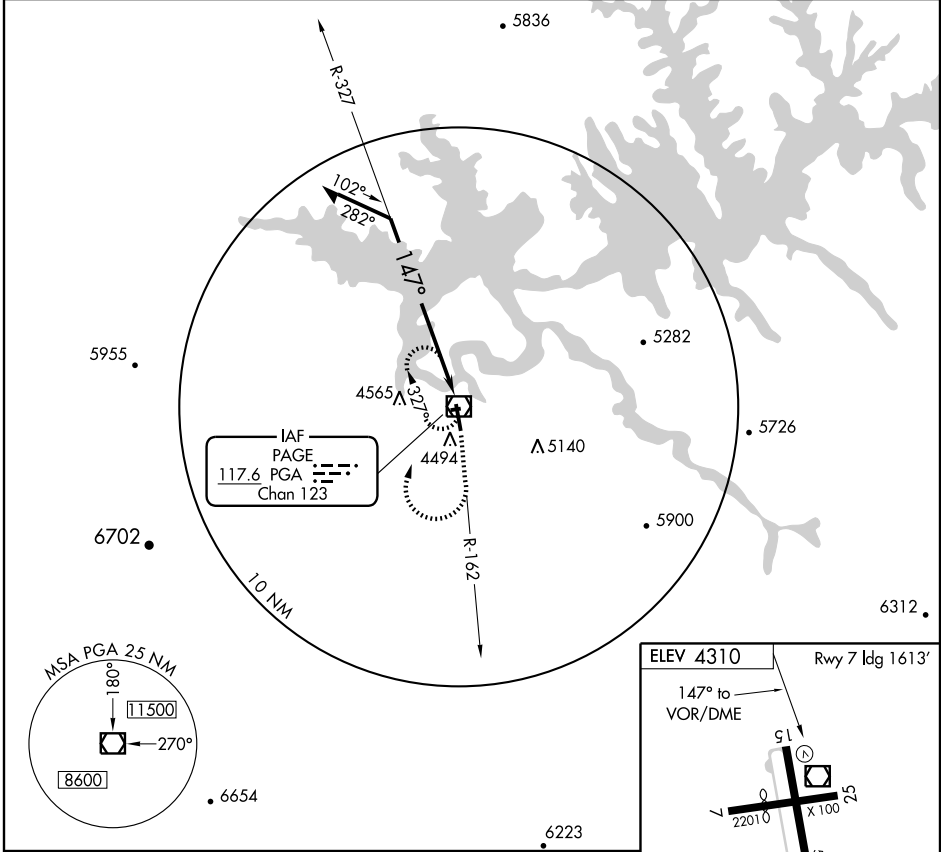 5836
R-327
102°
282°
147°
5955
5282
4565
327°
5726
4494
5140
IAF
PAGE
117.6 PGA
Chan 123
R-162
5900
6702
10 NM
6312
MSA PGA 25 NM
180°
11500
270°
8600
6654
6223
ELEV 4310
Rwy 7 ldg 1613'
147° to
VOR/DME
15
V
25
7
2201
X 100